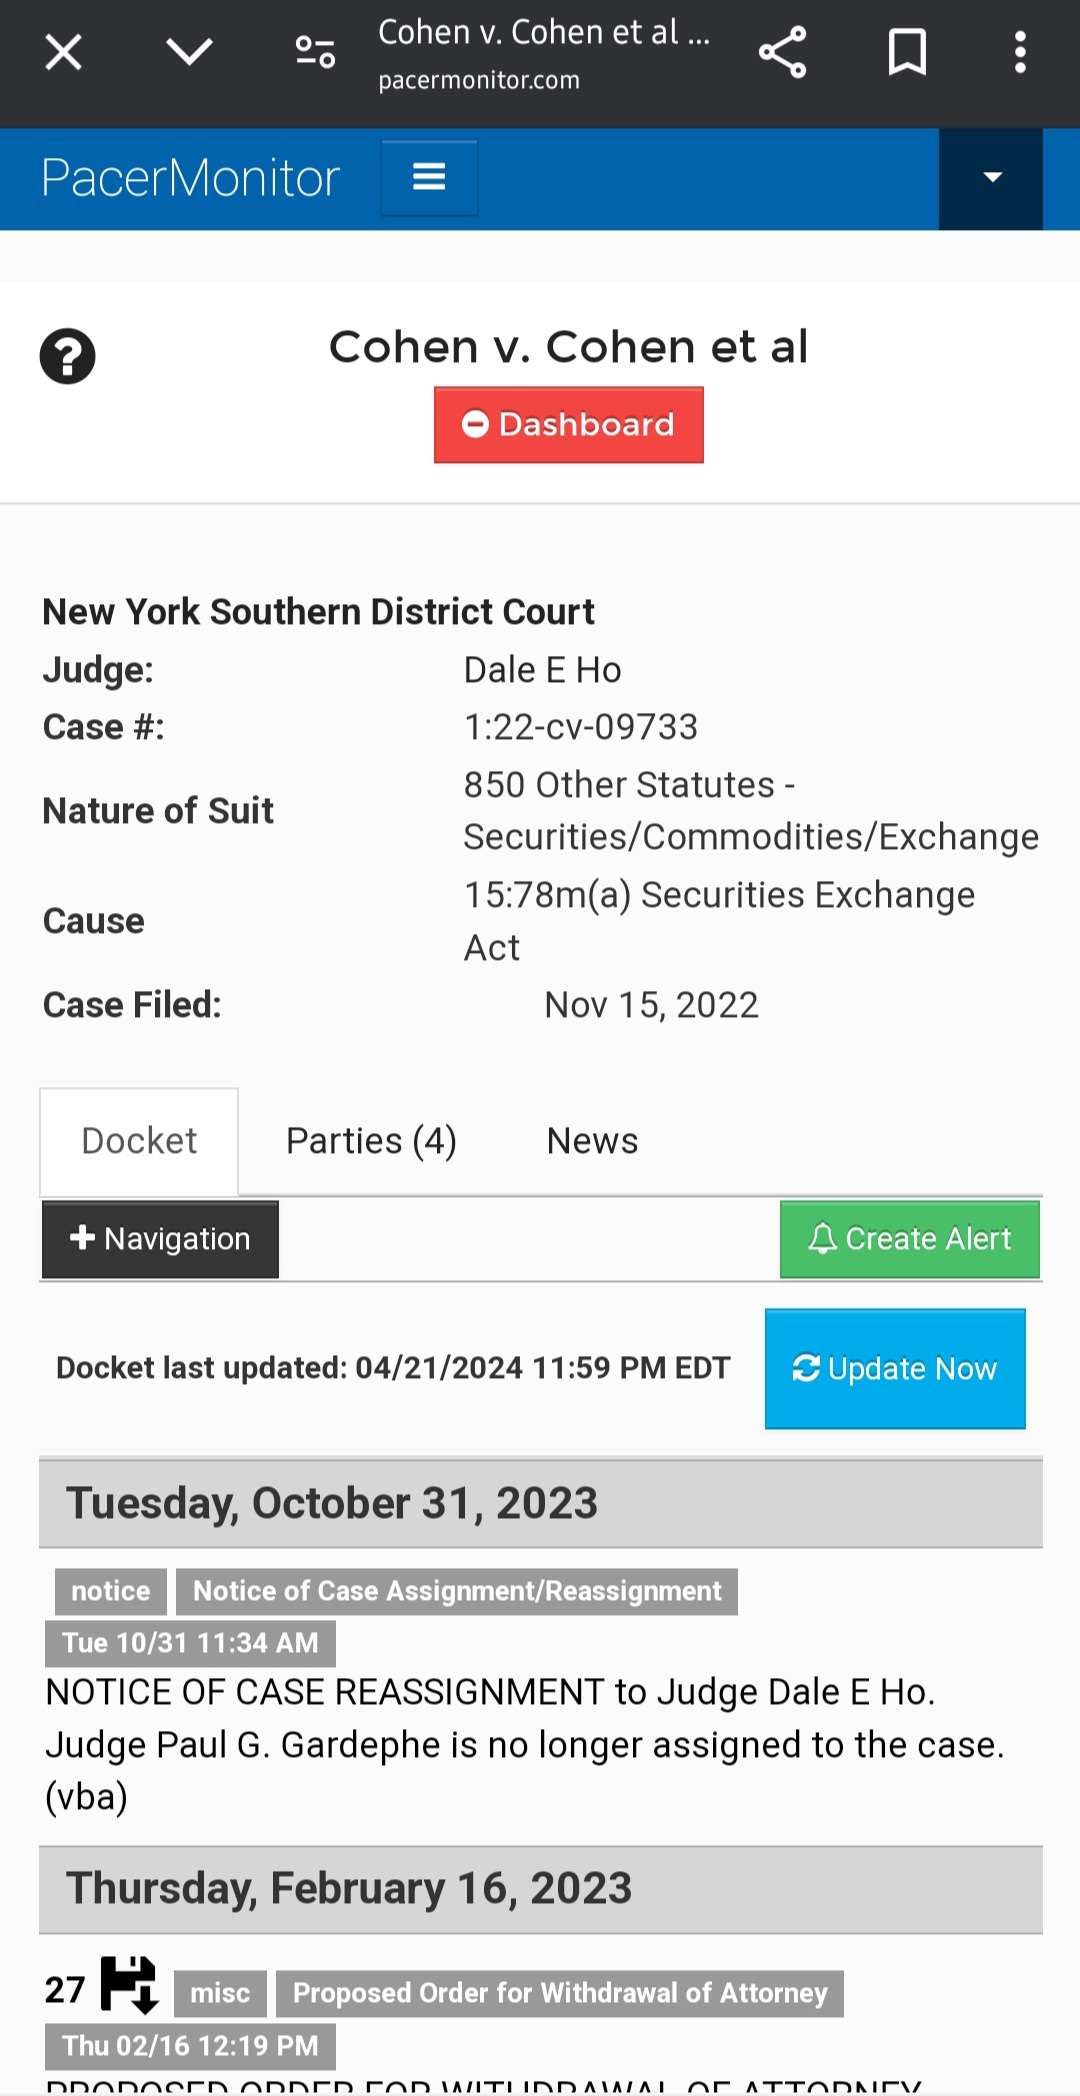 Cohen v. Cohen et al ...
pacermonitor.com
PacerMonitor
Cohen v. Cohen et al
Dashboard
New York Southern District Court
Judge: Dale E Ho
Case #: 1:22-cv-09733
Nature of Suit 850 Other Statutes -
Securities/Commodities/Exchange
Cause 15:78m(a) Securities Exchange
Act
Case Filed: Nov 15, 2022
Docket Parties (4) News
Navigation Create Alert
Docket last updated: 04/21/2024 11:59 PM EDT Update Now
Tuesday, October 31, 2023
notice Notice of Case Assignment/Reassignment
Tue 10/31 11:34 AM
NOTICE OF CASE REASSIGNMENT to Judge Dale E Ho.
Judge Paul G. Gardephe is no longer assigned to the case.
(vba)
Thursday, February 16, 2023
27 misc Proposed Order for Withdrawal of Attorney
Thu 02/16 12:19 PM
PROPOSED ORDER FOR WITHDRAWAL OF ATTORNEY